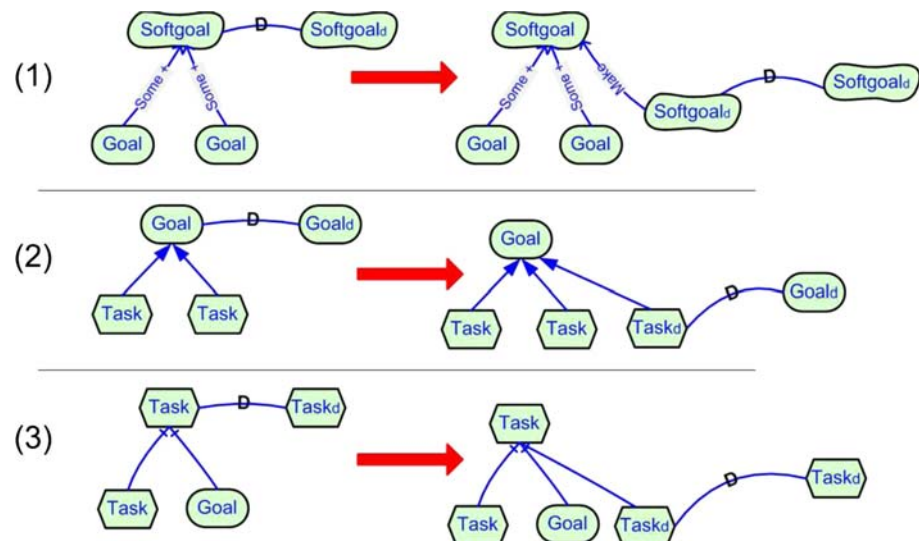 Softgoal D Softgoald Softgoal
(1) Some + Some + Some + Some + Make D Softgoald
Softgoald
Goal Goal Goal Goal
Goal D Goald Goal
(2) D Goald
Task Task Task Task Taskd
Task D Taskd Task
(3) D Taskd
Task Goal Task Goal Taskd